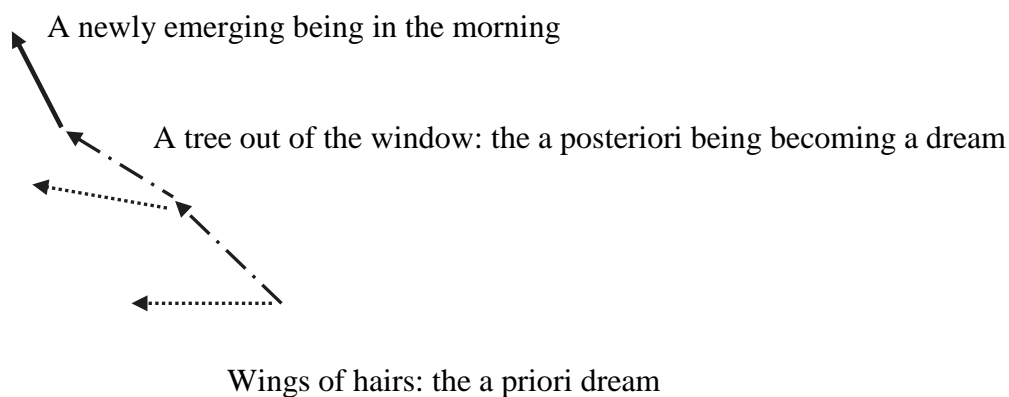 A newly emerging being in the morning
A tree out of the window: the a posteriori being becoming a dream
Wings of hairs: the a priori dream